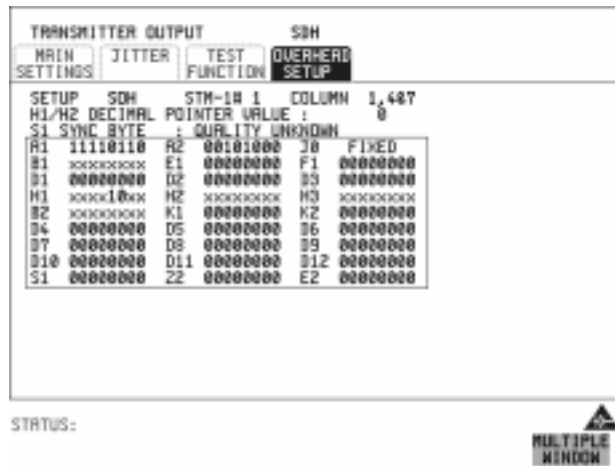 TRANSMITTER OUTPUT SDH
MAIN SETTINGS JITTER TEST FUNCTION OVERHEAD SETUP
SETUP SDH STM-1# 1 COLUMN 1,4&7
H1/H2 DECIMAL POINTER VALUE : 0
S1 SYNC BYTE : QUALITY UNKNOWN
A1 11110110 A2 00101000 J0 FIXED
B1 xxxxxxxx E1 00000000 F1 00000000
D1 00000000 D2 00000000 D3 00000000
H1 xxxx10xx H2 xxxxxxxx H3 xxxxxxxx
B2 xxxxxxxx K1 00000000 K2 00000000
D4 00000000 D5 00000000 D6 00000000
D7 00000000 D8 00000000 D9 00000000
D10 00000000 D11 00000000 D12 00000000
S1 00000000 Z2 00000000 E2 00000000
STATUS:
MULTIPLE
WINDOW